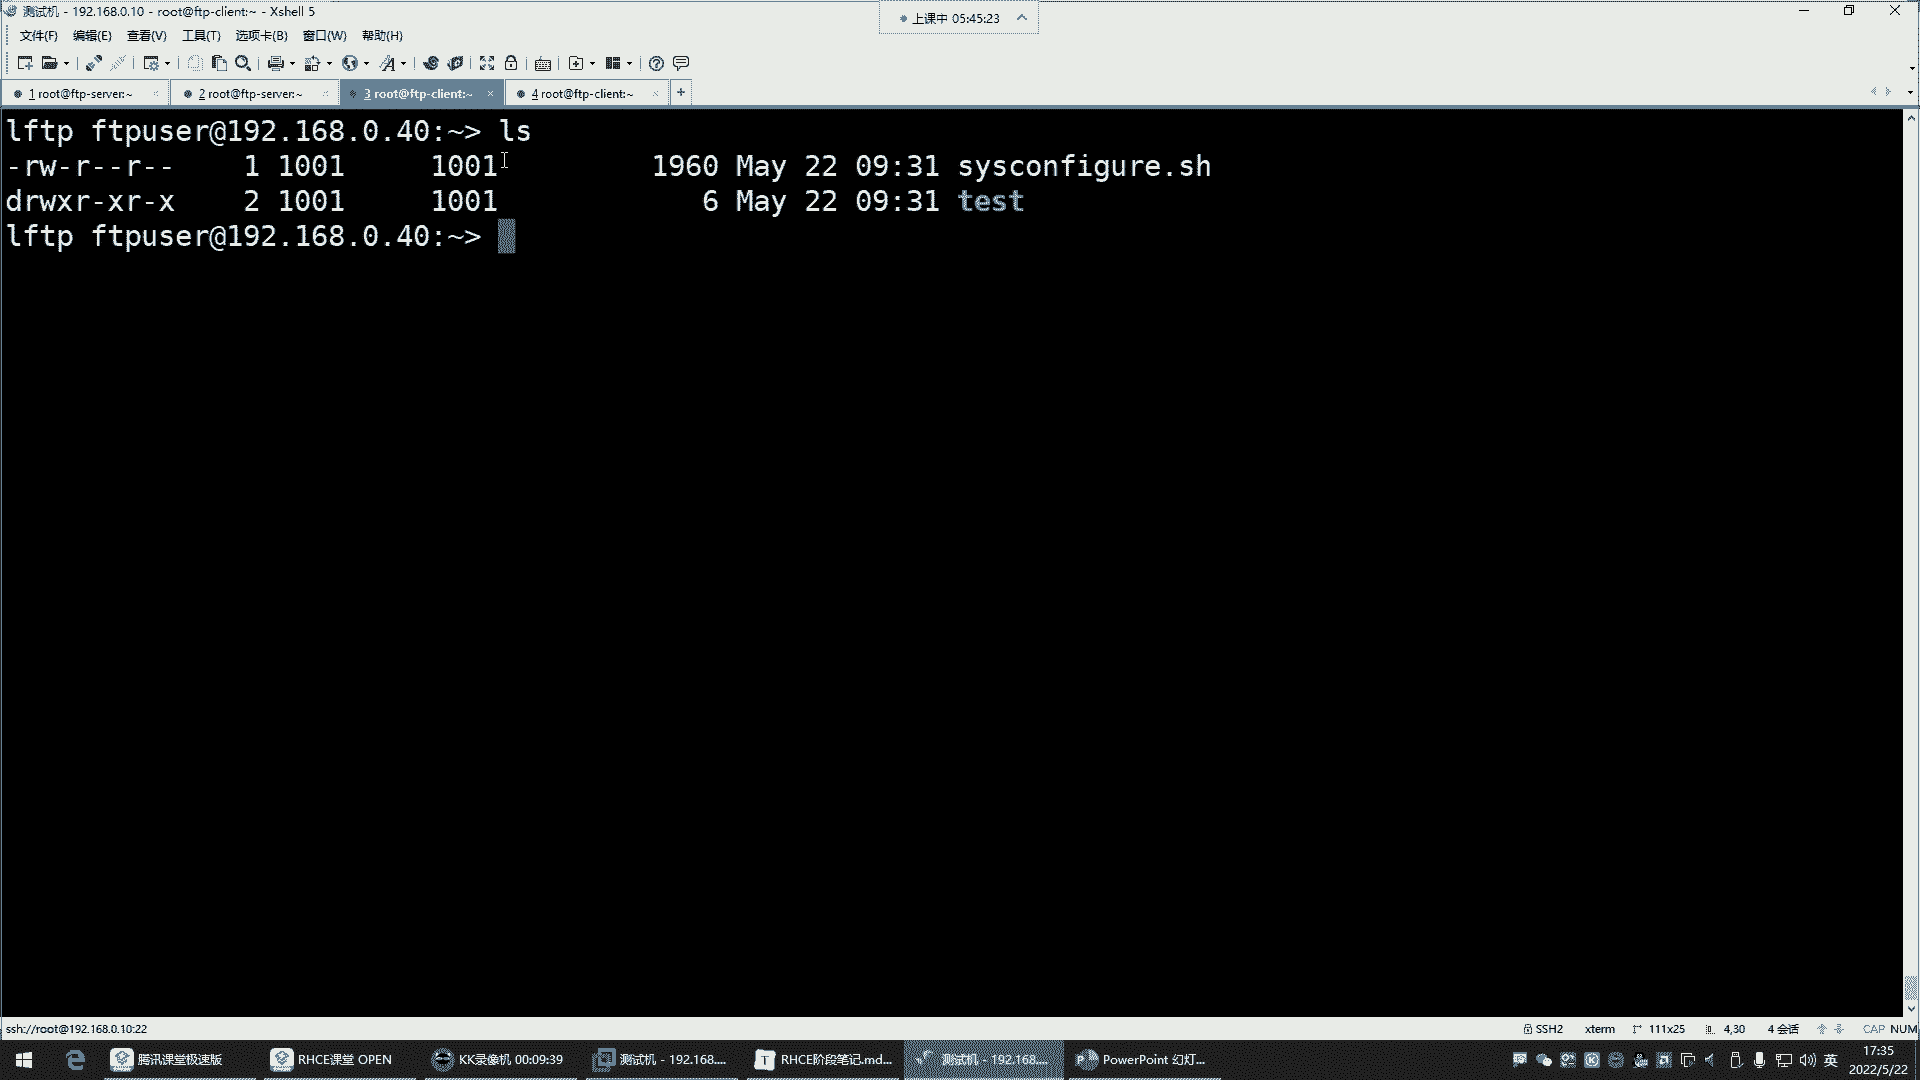 测试机 - 192.168.0.10 - root@ftp-client:~ - Xshell 5
上课中 05:45:23
文件(F) 编辑(E) 查看(V) 工具(T) 选项卡(B) 窗口(W) 帮助(H)
1 root@ftp-server:~ 2 root@ftp-server:~ 3 root@ftp-client:~ 4 root@ftp-client:~
lftp ftpuser@192.168.0.40:~> ls
-rw-r--r-- 1 1001 1001 1960 May 22 09:31 sysconfigure.sh
drwxr-xr-x 2 1001 1001 6 May 22 09:31 test
lftp ftpuser@192.168.0.40:~>
ssh://root@192.168.0.10:22 SSH2 xterm 111x25 4,30 4 会话 CAP NUM
腾讯课堂极速版 RHCE课堂 OPEN KK录像机 00:09:39 测试机 - 192.168.... RHCE阶段笔记.md... 测试机 - 192.168.... PowerPoint 幻灯... 英 17:35
2022/5/22